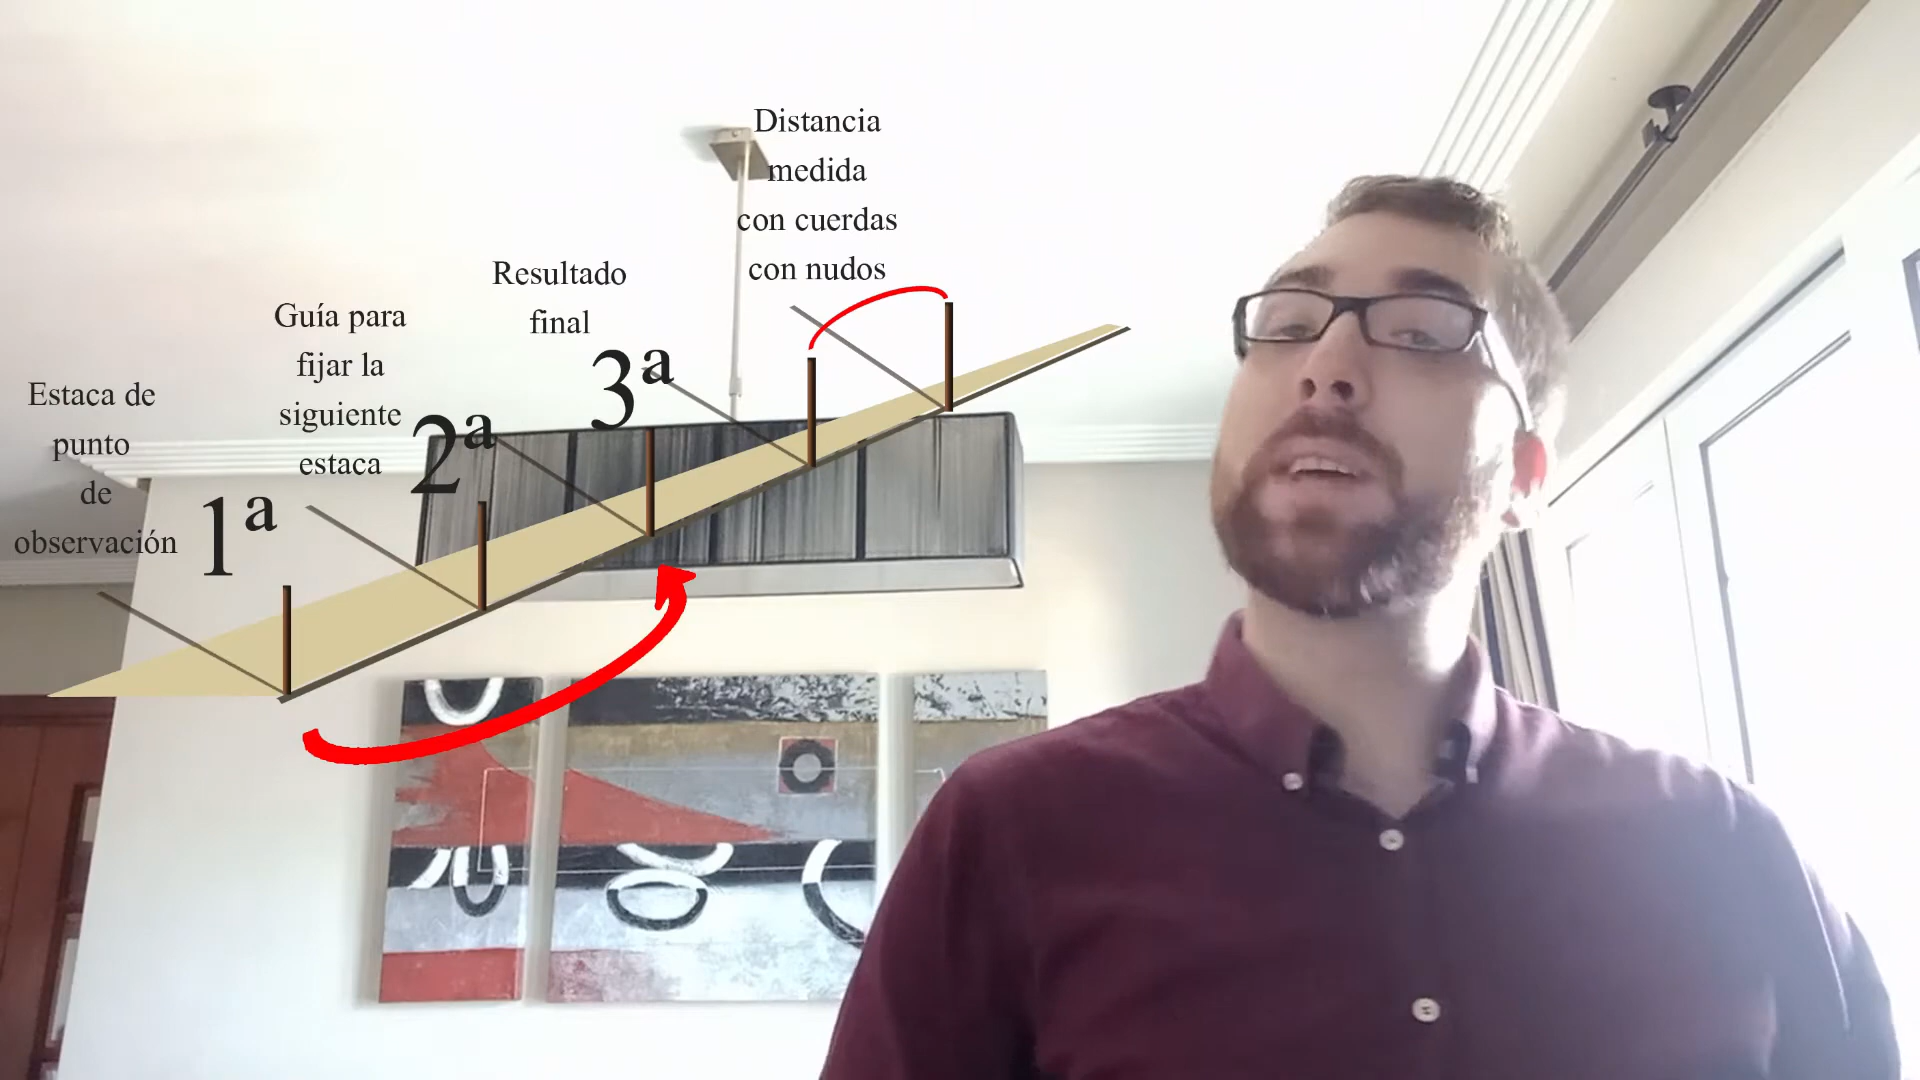 Estaca de
punto
de
observación
1ª
Guía para
fijar la
siguiente
estaca
2ª
Resultado
final
3ª
Distancia
medida
con cuerdas
con nudos